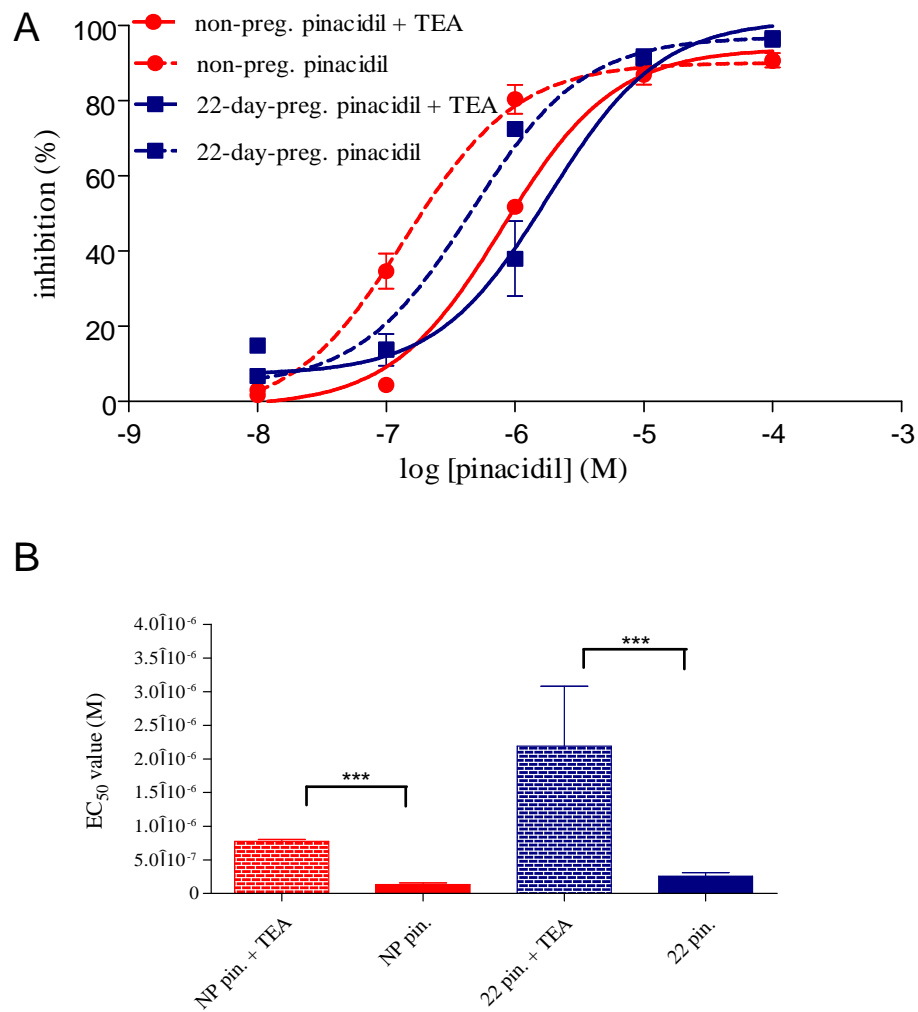 A
non-preg. pinacidil + TEA
non-preg. pinacidil
22-day-preg. pinacidil + TEA
22-day-preg. pinacidil
inhibition (%)
100
80
60
40
20
0
-9 -8 -7 -6 -5 -4 -3
log [pinacidil] (M)
B
EC50 value (M)
4.0Î10-6
3.5Î10-6
3.0Î10-6
2.5Î10-6
2.0Î10-6
1.5Î10-6
1.0Î10-6
5.0Î10-7
0
***
***
NP pin. + TEA
NP pin.
22 pin. + TEA
22 pin.